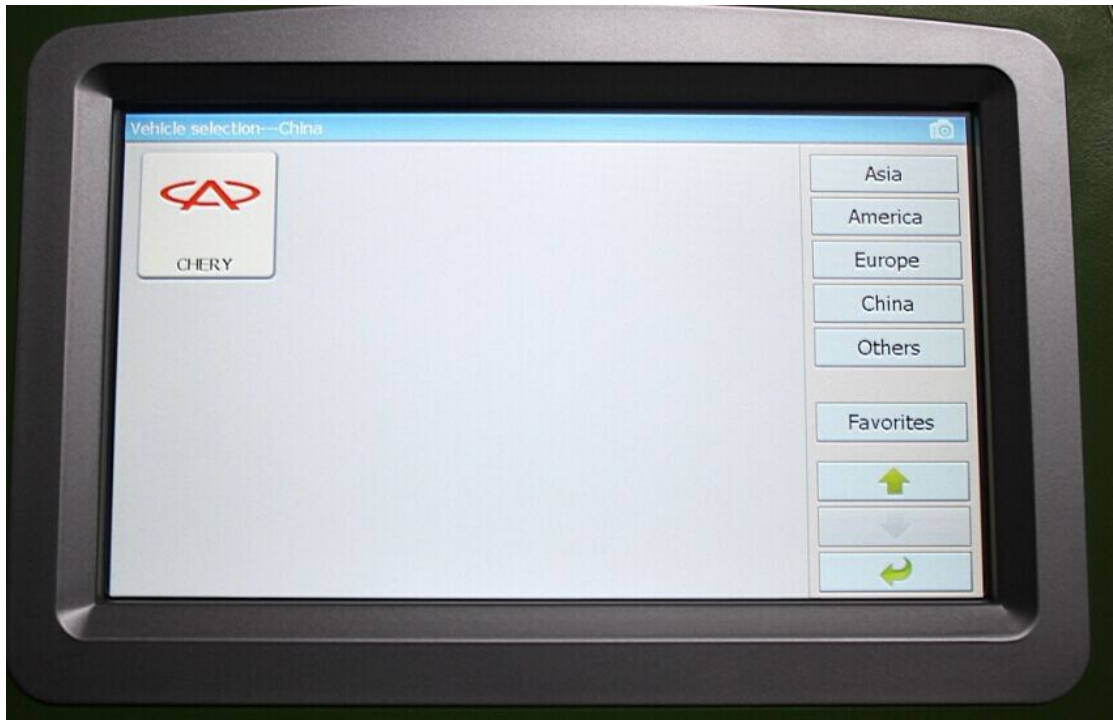 Vehicle selection---China
CHERY
Asia
America
Europe
China
Others
Favorites